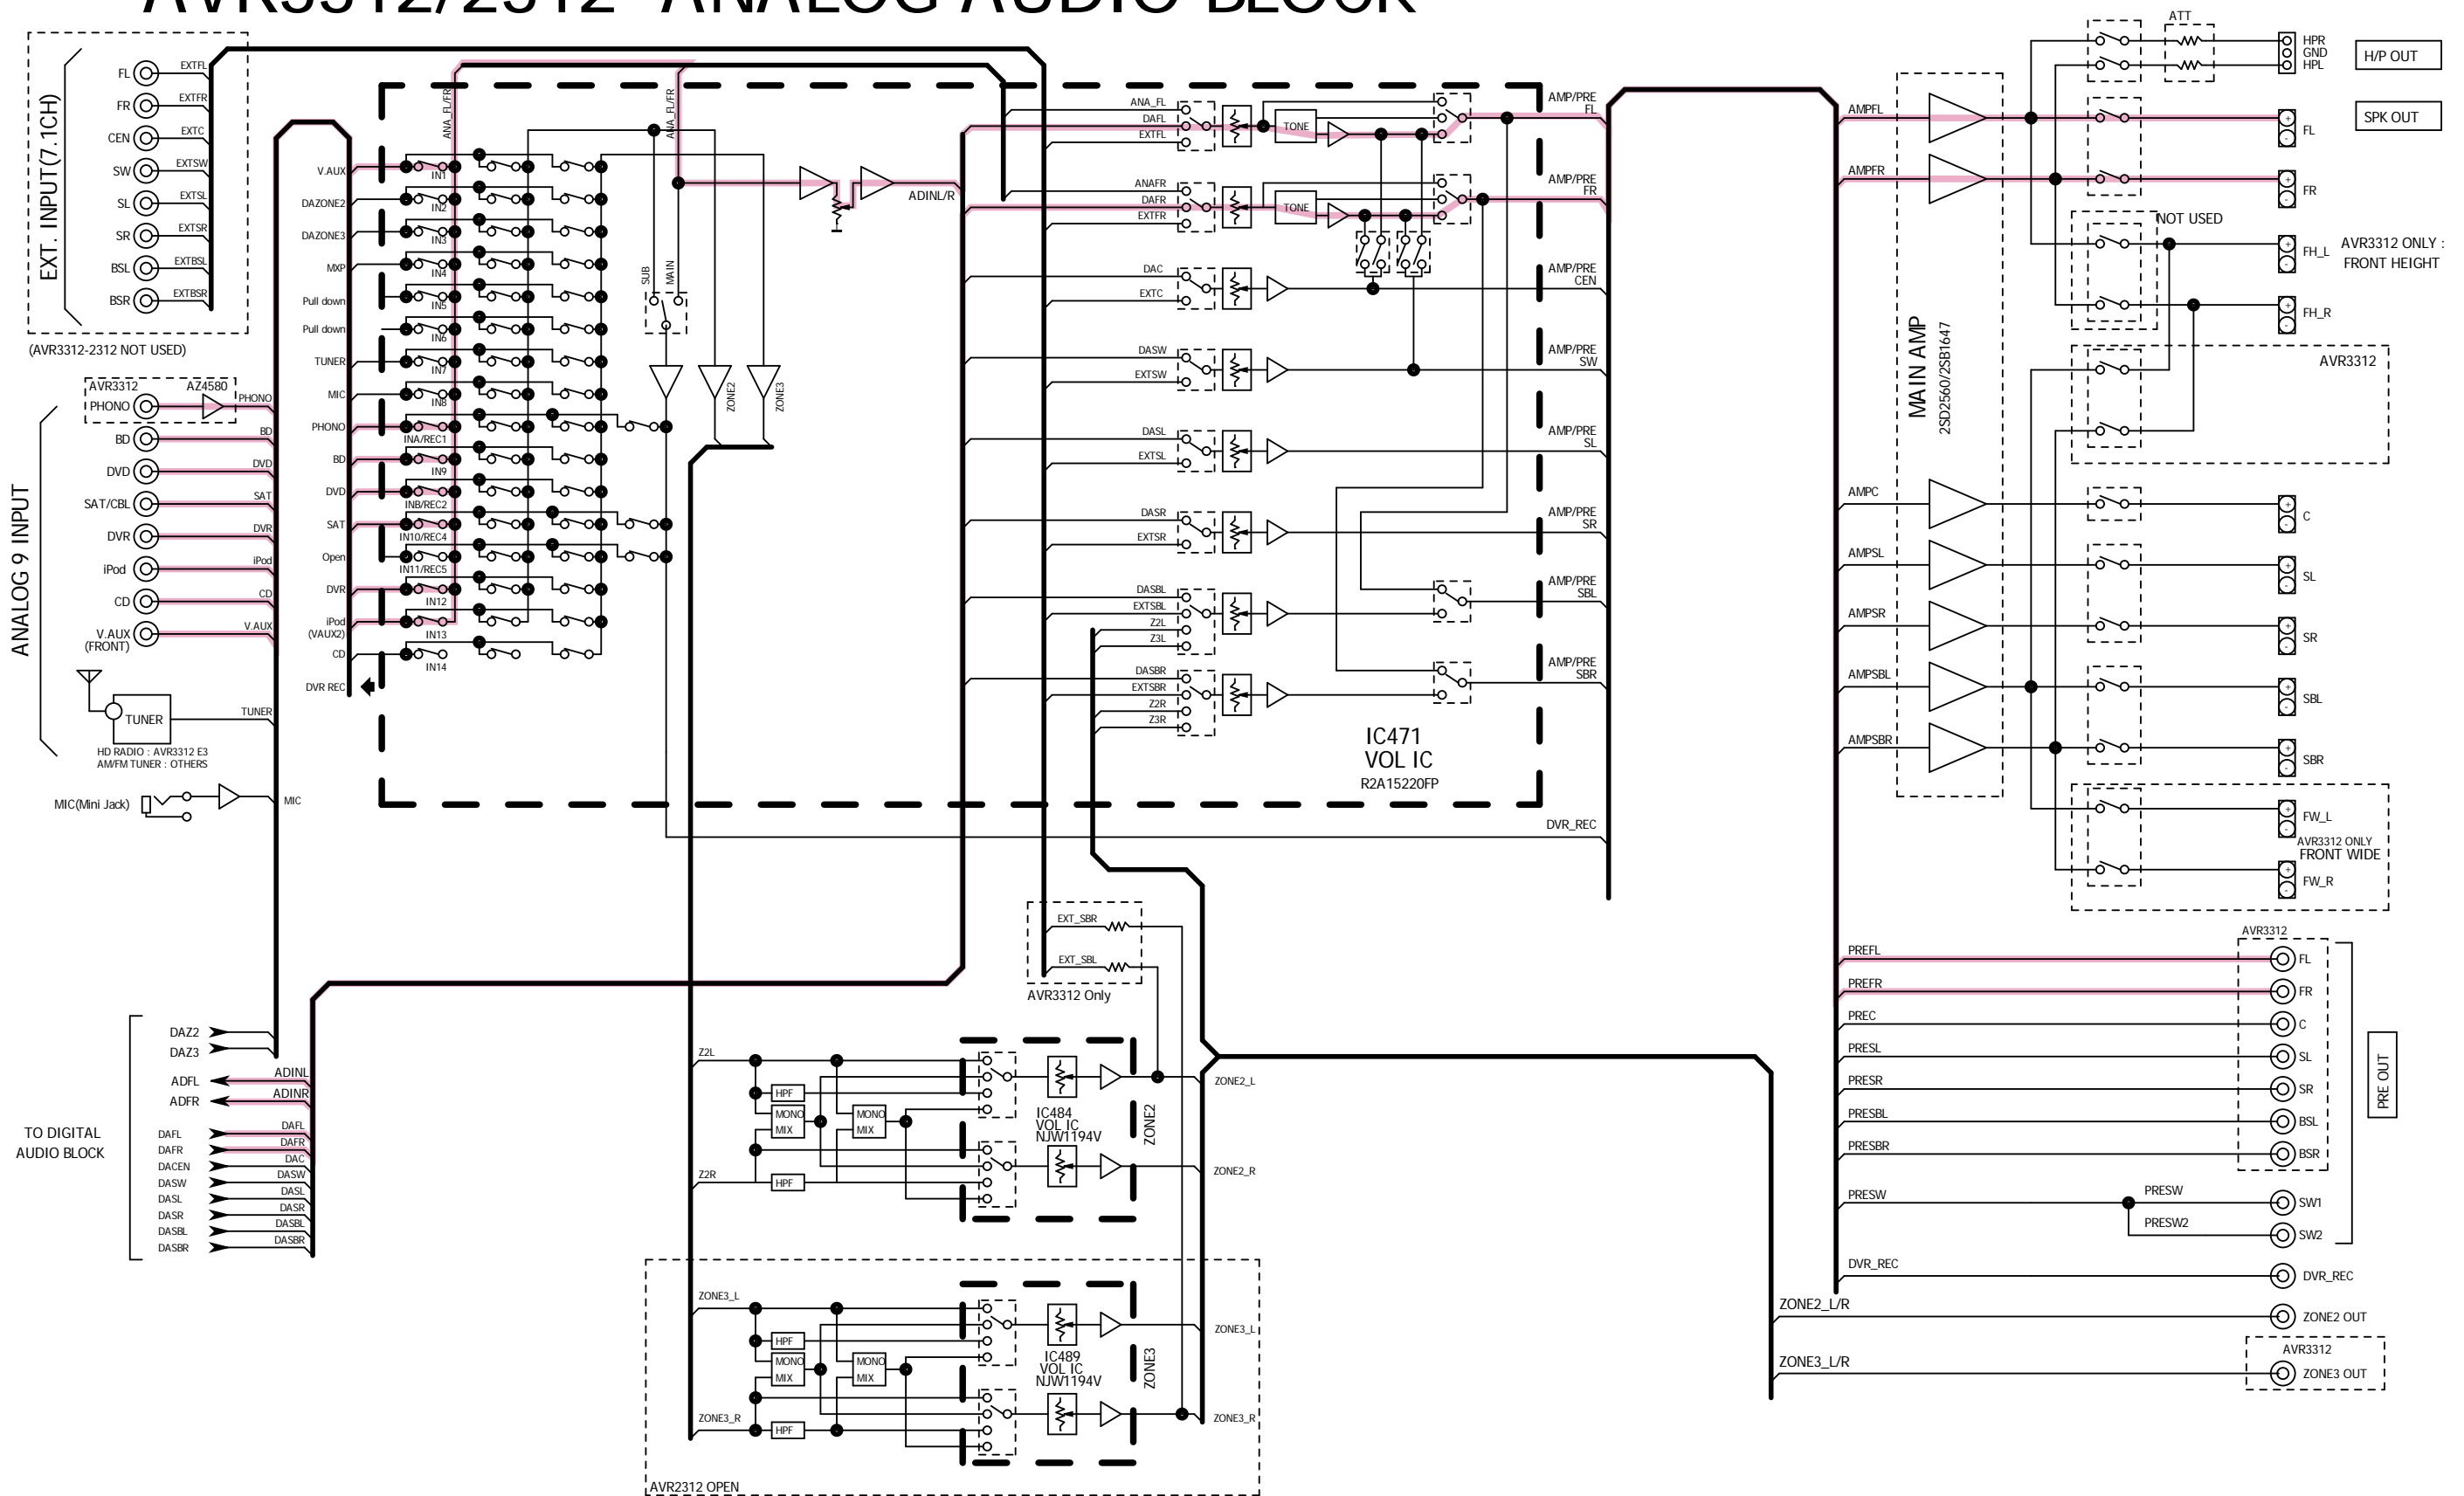 AVR3312/2312 ANALOG AUDIO BLOCK
EXT. INPUT(7.1CH)
FL EXTFL
FR EXTFR
CEN EXTC
SW EXTSW
SL EXTSL
SR EXTSR
BSL EXTBSL
BSR EXTBSR
(AVR3312-2312 NOT USED)
ANALOG 9 INPUT
AVR3312 AZ4580
PHONO PHONO
BD BD
DVD DVD
SAT/CBL SAT
DVR DVR
iPod iPod
CD CD
V.AUX V.AUX
(FRONT)
TUNER TUNER
HD RADIO : AVR3312 E3
AM/FM TUNER : OTHERS
MIC(Mini Jack) MIC
V.AUX IN1
DAZONE2 IN2
DAZONE3 IN3
MXP IN4
Pull down IN5
Pull down IN6
TUNER IN7
MIC IN8
PHONO INA/REC1
BD IN9
DVD INB/REC2
SAT IN10/REC4
Open IN11/REC5
DVR IN12
iPod
(VAUX2) IN13
CD IN14
DVR REC
ANA_FL/FR
ANA_FL/FR
SUB MAIN
ZONE2
ZONE3
ADINL/R
ANA_FL
DAFL
EXTFL
TONE
AMP/PRE
FL
ANAFR
DAFR
EXTFR
TONE
AMP/PRE
FR
DAC
EXTC
AMP/PRE
CEN
DASW
EXTSW
AMP/PRE
SW
DASL
EXTSL
AMP/PRE
SL
DASR
EXTSR
AMP/PRE
SR
DASBL
EXTSBL
Z2L
Z3L
AMP/PRE
SBL
DASBR
EXTSBR
Z2R
Z3R
AMP/PRE
SBR
IC471
VOL IC
R2A15220FP
DVR_REC
EXT_SBR
EXT_SBL
AVR3312 Only
MAIN AMP
2SD2560/2SB1647
AMPFL
AMPFR
AMPC
AMPSL
AMPSR
AMPSBL
AMPSBR
ATT
HPR
GND
HPL
H/P OUT
SPK OUT
+
-
FL
+
-
FR
NOT USED
+
-
FH_L
AVR3312 ONLY :
FRONT HEIGHT
+
-
FH_R
AVR3312
+
-
C
+
-
SL
+
-
SR
+
-
SBL
+
-
SBR
+
-
FW_L
AVR3312 ONLY
FRONT WIDE
+
-
FW_R
AVR3312
PREFL FL
PREFR FR
PREC C
PRESL SL
PRESR SR
PRESBL BSL
PRESBR BSR
PRESW PRESW SW1
PRESW2 SW2
PRE OUT
DVR_REC DVR_REC
ZONE2_L/R ZONE2 OUT
AVR3312
ZONE3_L/R ZONE3 OUT
TO DIGITAL
AUDIO BLOCK
DAZ2
DAZ3
ADFL ADINL
ADFR ADINR
DAFL DAFL
DAFR DAFR
DACEN DAC
DASW DASW
DASL DASL
DASR DASR
DASBL DASBL
DASBR DASBR
Z2L
HPF
MONO
MIX
MONO
MIX
Z2R
HPF
IC484
VOL IC
NJW1194V
ZONE2
ZONE2_L
ZONE2_R
ZONE3_L
HPF
MONO
MIX
MONO
MIX
ZONE3_R
HPF
IC489
VOL IC
NJW1194V
ZONE3
ZONE3_L
ZONE3_R
AVR2312 OPEN